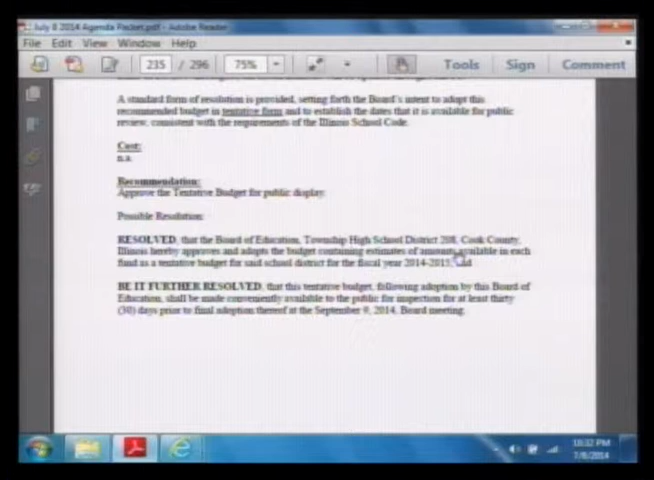 July 8 2014 Agenda Packet.pdf - Adobe Reader
File Edit View Window Help
235 / 296 75% Tools Sign Comment
A standard form of resolution is provided, setting forth the Board's intent to adopt this
recommended budget in tentative form and to establish the dates that it is available for public
review, consistent with the requirements of the Illinois School Code.
Cost:
n.a.
Recommendation:
Approve the Tentative Budget for public display.
Possible Resolution:
RESOLVED, that the Board of Education, Township High School District 208, Cook County,
Illinois hereby approves and adopts the budget containing estimates of amounts available in each
fund as a tentative budget for said school district for the fiscal year 2014-2015;
BE IT FURTHER RESOLVED, that this tentative budget, following adoption by this Board of
Education, shall be made conveniently available to the public for inspection for at least thirty
(30) days prior to final adoption thereof at the September 9, 2014, Board meeting.
10:32 PM
7/8/2014